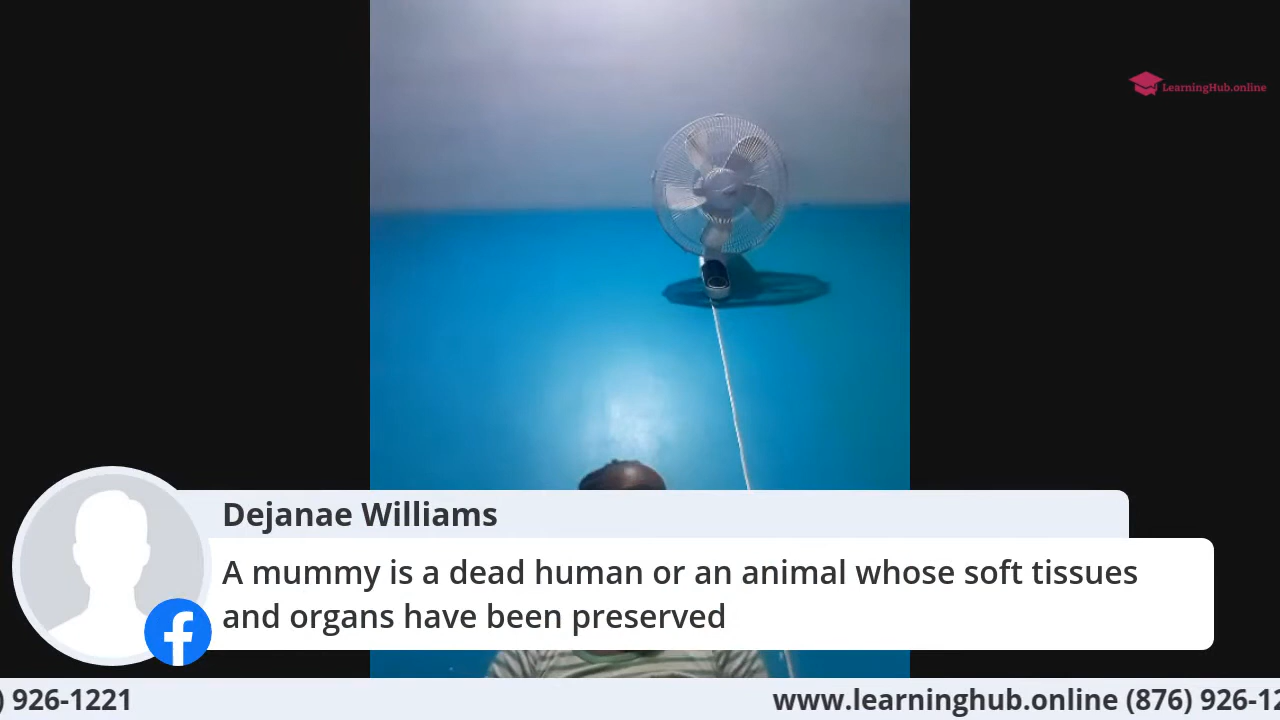 LearningHub.online
Dejanae Williams
A mummy is a dead human or an animal whose soft tissues
and organs have been preserved
) 926-1221
www.learninghub.online (876) 926-12